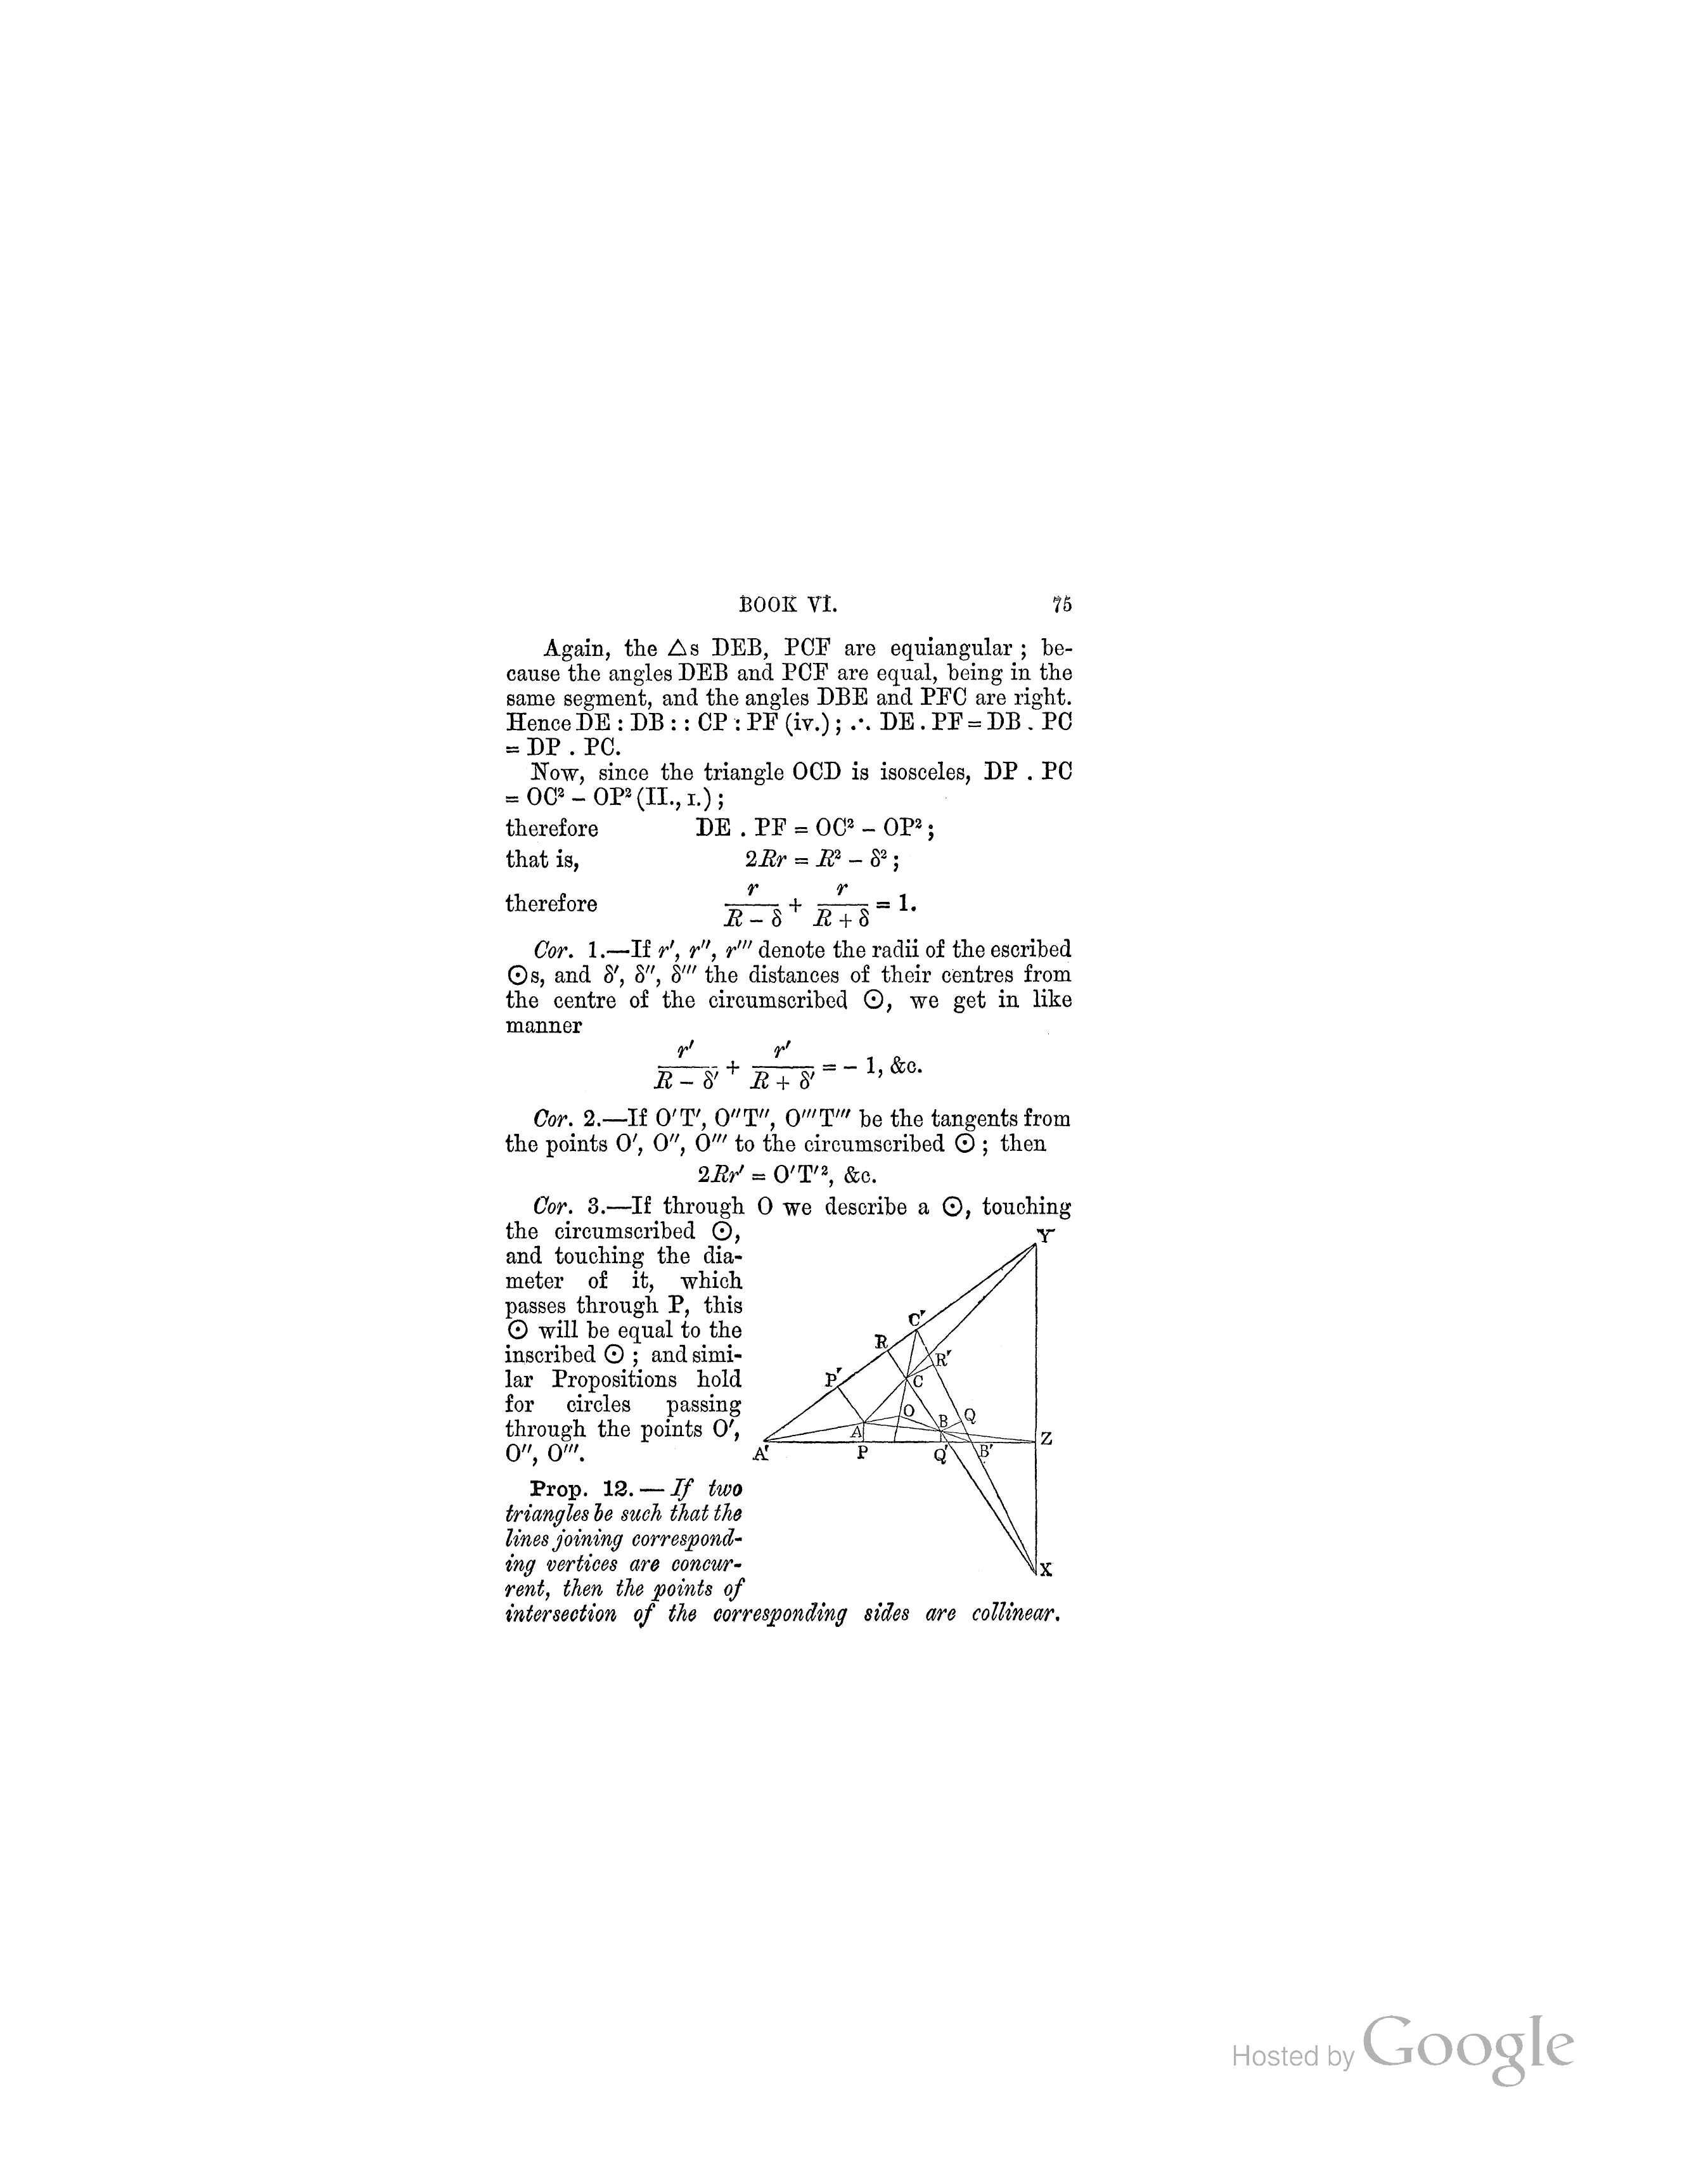 BOOK VI. 75
Again, the △s DEB, PCF are equiangular ; be-
cause the angles DEB and PCF are equal, being in the
same segment, and the angles DBE and PFC are right.
Hence DE : DB : : CP : PF (iv.) ; ∴ DE . PF = DB . PC
= DP . PC.
Now, since the triangle OCD is isosceles, DP . PC
= OC² – OP² (II., I.) ;
therefore DE . PF = OC² – OP² ;
that is, 2Rr = R² – δ² ;
therefore r/(R – δ) + r/(R + δ) = 1.
Cor. 1.—If r′, r″, r‴ denote the radii of the escribed
⊙s, and δ′, δ″, δ‴ the distances of their centres from
the centre of the circumscribed ⊙, we get in like
manner
r′/(R – δ′) + r′/(R + δ′) = – 1, &c.
Cor. 2.—If O′T′, O″T″, O‴T‴ be the tangents from
the points O′, O″, O‴ to the circumscribed ⊙ ; then
2Rr′ = O′T′², &c.
Cor. 3.—If through O we describe a ⊙, touching
the circumscribed ⊙,
and touching the dia-
meter of it, which
passes through P, this
⊙ will be equal to the
inscribed ⊙ ; and simi-
lar Propositions hold
for circles passing
through the points O′,
O″, O‴.
Y
C′
R
R′
P′
C
O
B
Q
A
Z
A′
P
Q′
B′
X
Prop. 12. — If two
triangles be such that the
lines joining correspond-
ing vertices are concur-
rent, then the points of
intersection of the corresponding sides are collinear.
Hosted by Google